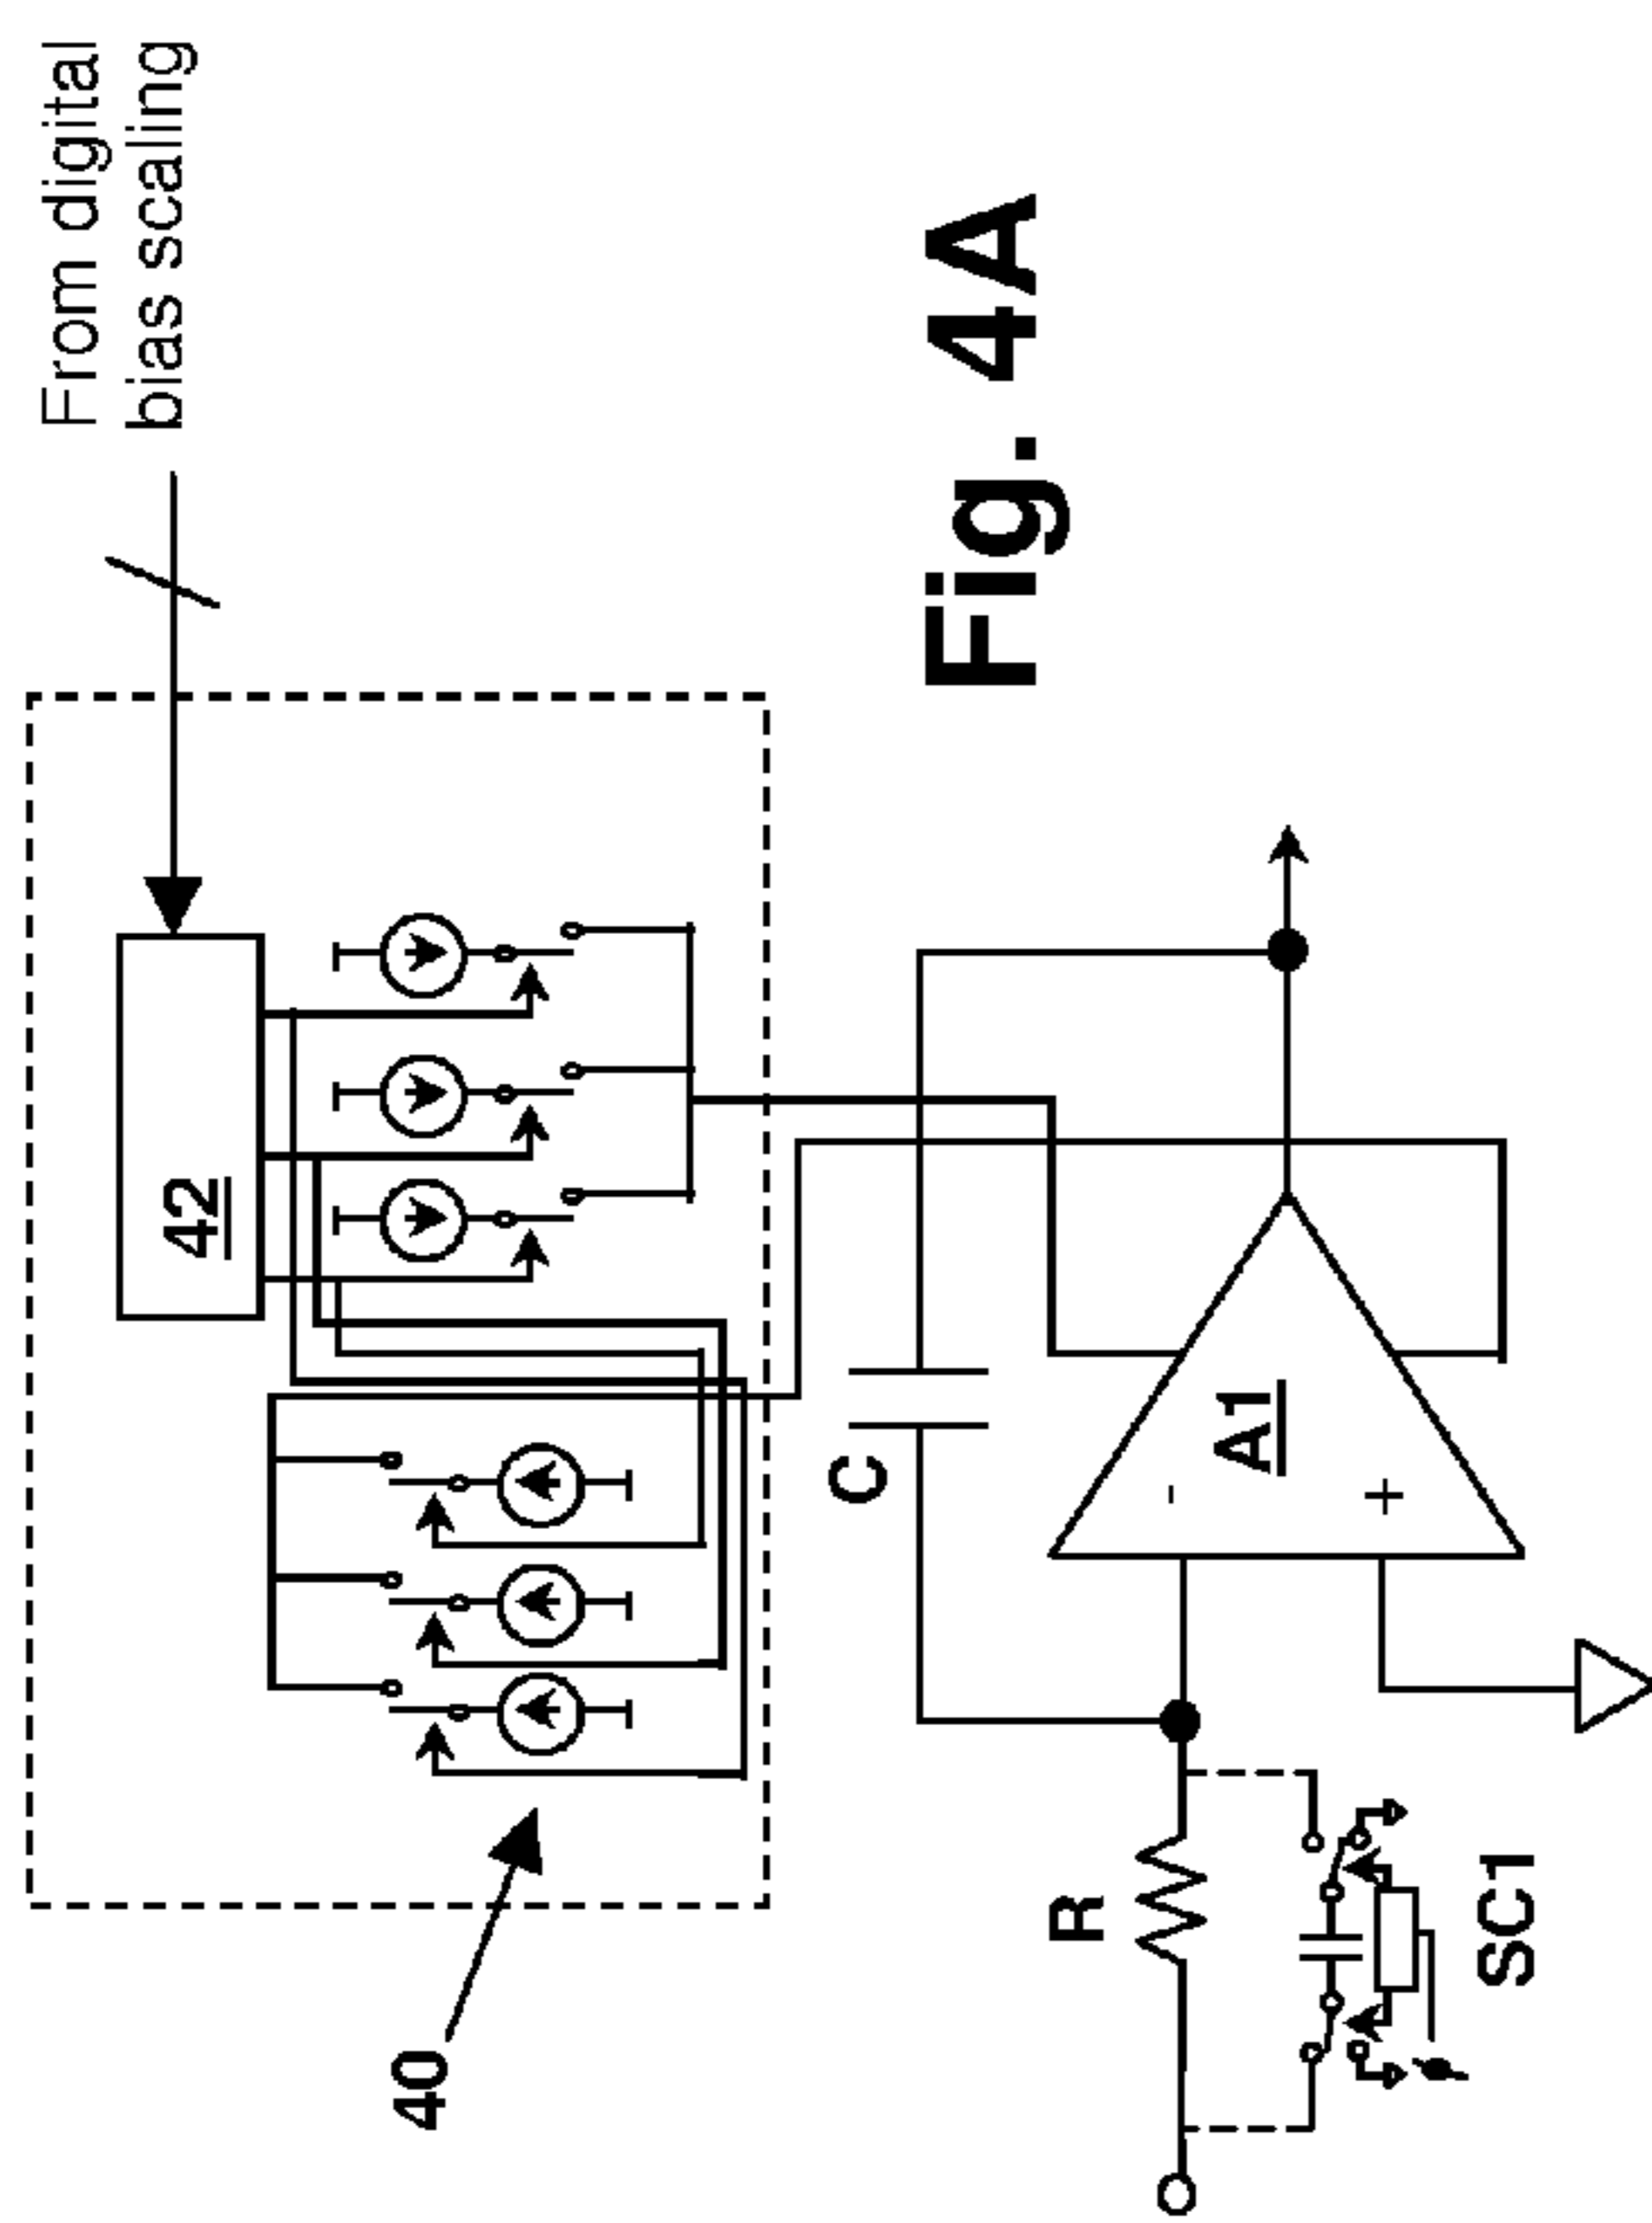 From digital
bias scaling
42
40
C
A1
-
+
R
SC1
ϕ
Fig. 4A